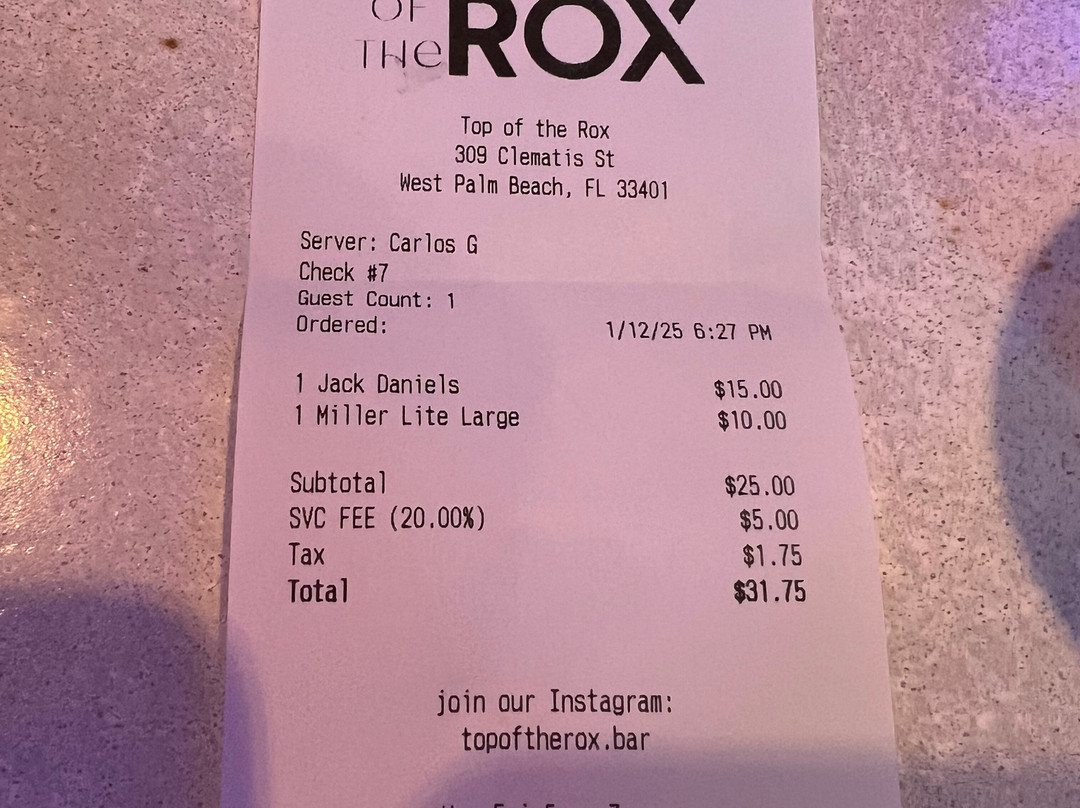 OF
THe ROX
Top of the Rox
309 Clematis St
West Palm Beach, FL 33401
Server: Carlos G
Check #7
Guest Count: 1
Ordered: 1/12/25 6:27 PM
1 Jack Daniels $15.00
1 Miller Lite Large $10.00
Subtotal $25.00
SVC FEE (20.00%) $5.00
Tax $1.75
Total $31.75
join our Instagram:
topoftherox.bar